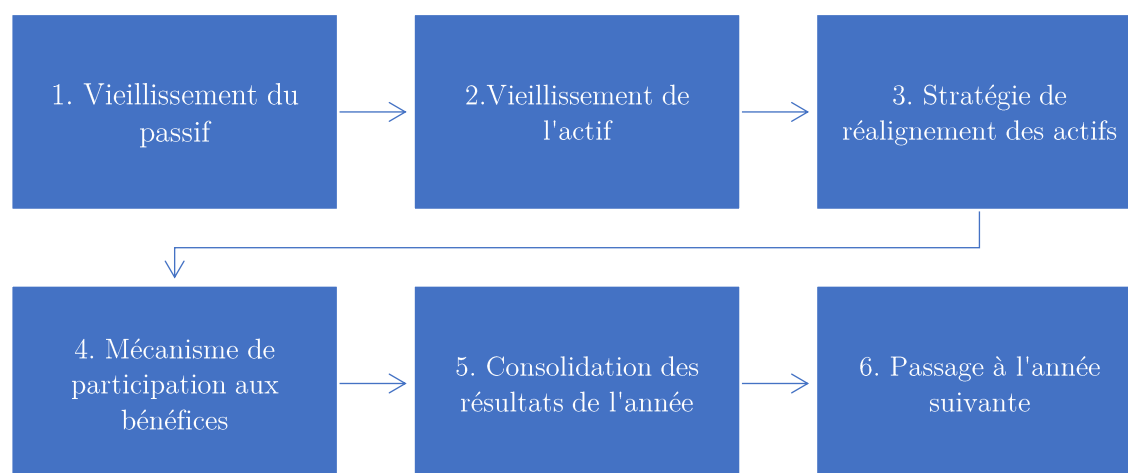 1. Vieillissement du
passif
2.Vieillissement de
l'actif
3. Stratégie de
réalignement des actifs
4. Mécanisme de
participation aux
bénéfices
5. Consolidation des
résultats de l'année
6. Passage à l'année
suivante